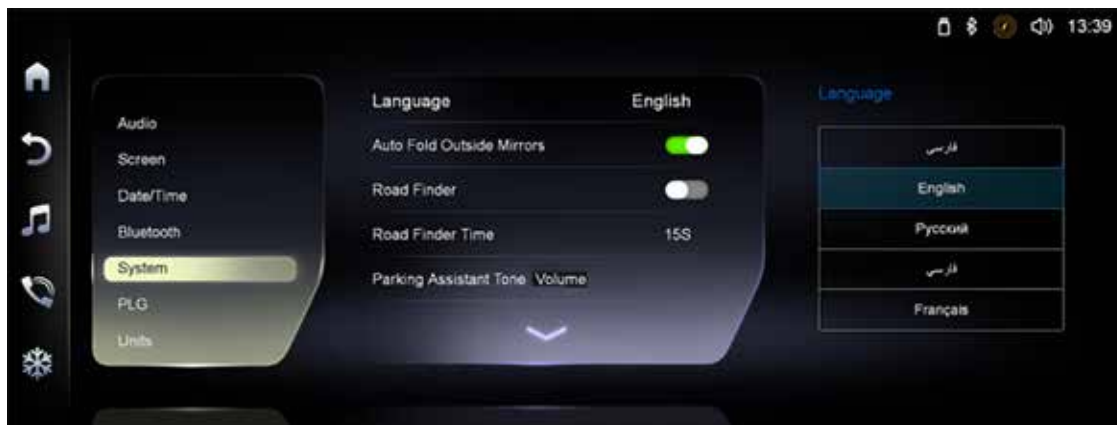 13:39
Audio
Screen
Date/Time
Bluetooth
System
PLG
Units
Language English
Auto Fold Outside Mirrors
Road Finder
Road Finder Time 15S
Parking Assistant Tone Volume
Language
فارسی
English
Русский
فارسی
Français